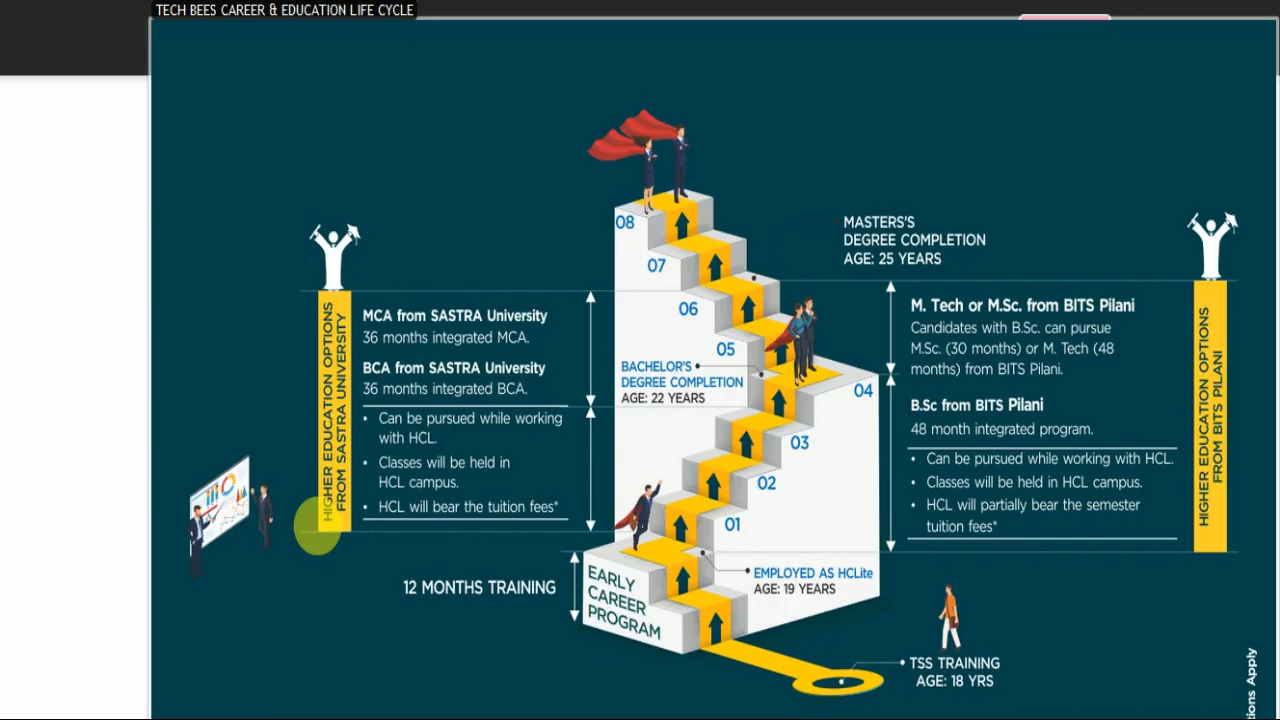 TECH BEES CAREER & EDUCATION LIFE CYCLE
08
07
06
05
04
03
02
01
MASTERS'S
DEGREE COMPLETION
AGE: 25 YEARS
HIGHER EDUCATION OPTIONS
FROM SASTRA UNIVERSITY
MCA from SASTRA University
36 months integrated MCA.
BCA from SASTRA University
36 months integrated BCA.
• Can be pursued while working
with HCL.
• Classes will be held in
HCL campus.
• HCL will bear the tuition fees*
BACHELOR'S
DEGREE COMPLETION
AGE: 22 YEARS
M. Tech or M.Sc. from BITS Pilani
Candidates with B.Sc. can pursue
M.Sc. (30 months) or M. Tech (48
months) from BITS Pilani.
B.Sc from BITS Pilani
48 month integrated program.
• Can be pursued while working with HCL.
• Classes will be held in HCL campus.
• HCL will partially bear the semester
tuition fees*
HIGHER EDUCATION OPTIONS
FROM BITS PILANI
12 MONTHS TRAINING
EARLY
CAREER
PROGRAM
EMPLOYED AS HCLite
AGE: 19 YEARS
TSS TRAINING
AGE: 18 YRS
tions Apply